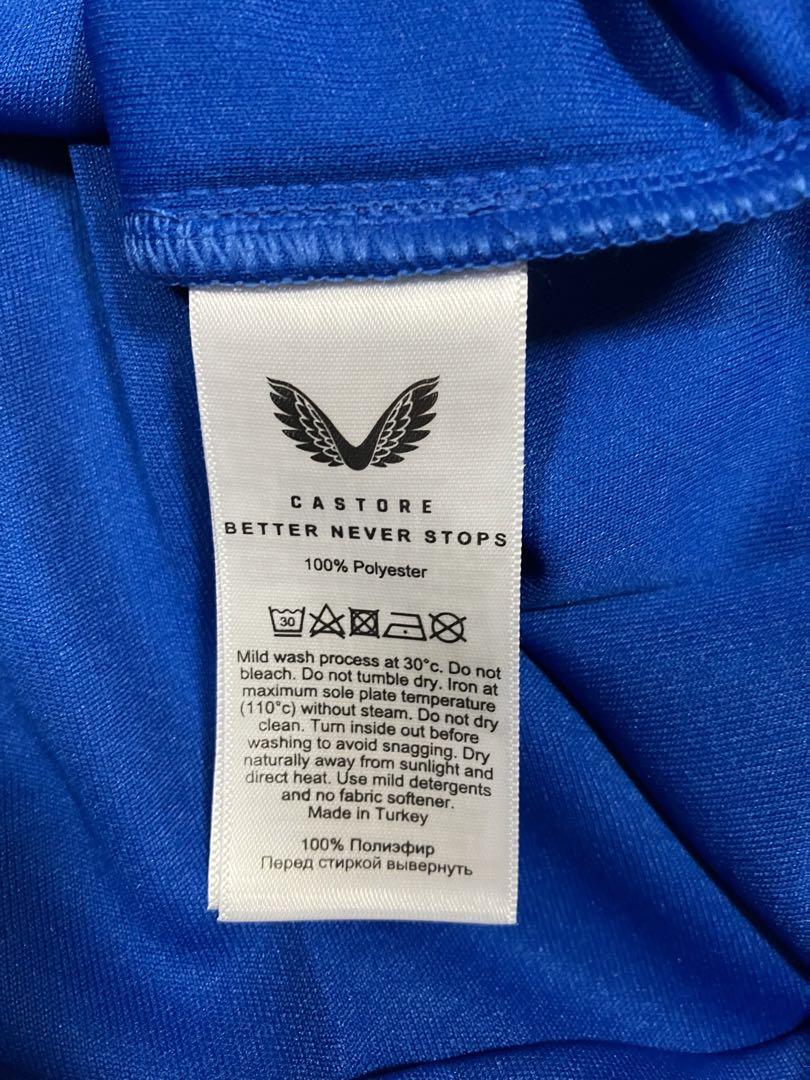 CASTORE
BETTER NEVER STOPS
100% Polyester
30
Mild wash process at 30°c. Do not
bleach. Do not tumble dry. Iron at
maximum sole plate temperature
(110°c) without steam. Do not dry
clean. Turn inside out before
washing to avoid snagging. Dry
naturally away from sunlight and
direct heat. Use mild detergents
and no fabric softener.
Made in Turkey
100% Полиэфир
Перед стиркой вывернуть